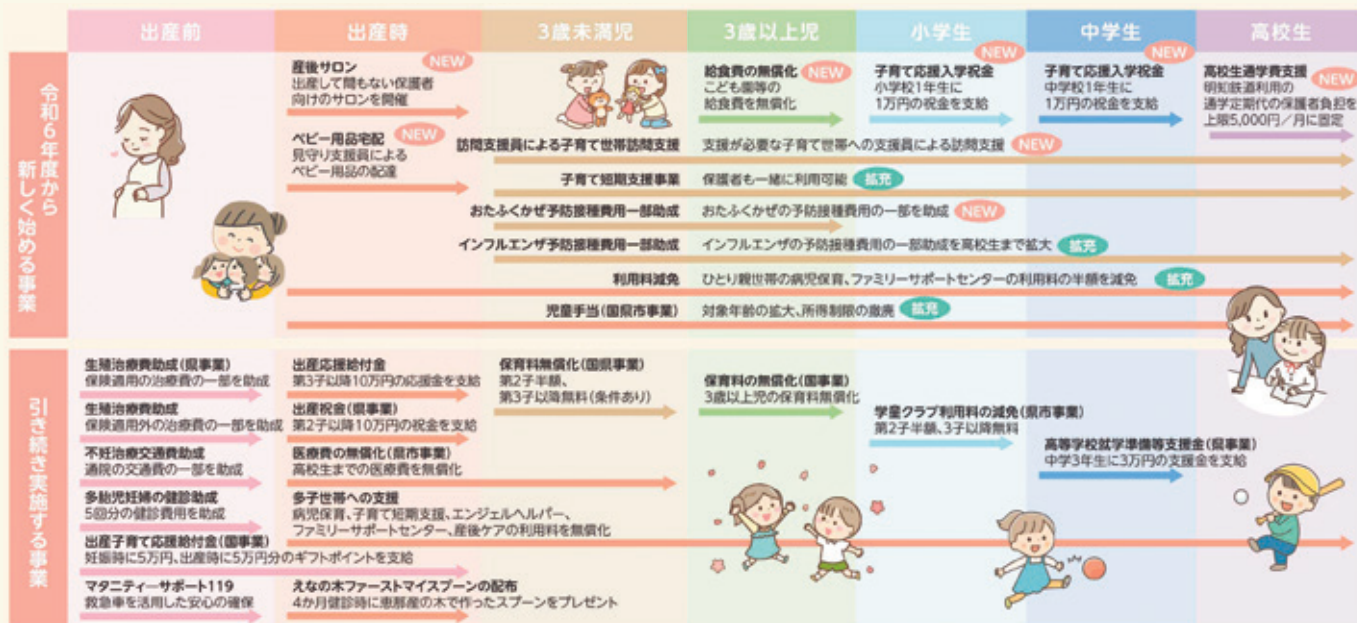 出産前
出産時
3歳未満児
3歳以上児
小学生
中学生
高校生
令和6年度から
新しく始める事業
産後サロン
NEW
出産して間もない保護者
向けのサロンを開催
ベビー用品宅配
NEW
見守り支援員による
ベビー用品の配達
給食費の無償化
NEW
こども園等の
給食費を無償化
子育て応援入学祝金
NEW
小学校1年生に
1万円の祝金を支給
子育て応援入学祝金
NEW
中学校1年生に
1万円の祝金を支給
高校生通学費支援
NEW
明知鉄道利用の
通学定期代の保護者負担を
上限5,000円/月に固定
訪問支援員による子育て世帯訪問支援 支援が必要な子育て世帯への支援員による訪問支援 NEW
子育て短期支援事業 保護者も一緒に利用可能 拡充
おたふくかぜ予防接種費用一部助成 おたふくかぜの予防接種費用の一部を助成 NEW
インフルエンザ予防接種費用一部助成 インフルエンザの予防接種費用の一部助成を高校生まで拡大 拡充
利用料減免 ひとり親世帯の病児保育、ファミリーサポートセンターの利用料の半額を減免 拡充
児童手当(国県市事業) 対象年齢の拡大、所得制限の撤廃 拡充
引き続き実施する事業
生殖治療費助成(県事業)
保険適用の治療費の一部を助成
生殖治療費助成
保険適用外の治療費の一部を助成
不妊治療交通費助成
通院の交通費の一部を助成
多胎児妊婦の健診助成
5回分の健診費用を助成
出産子育て応援給付金(国事業)
妊娠時に5万円、出産時に5万円分のギフトポイントを支給
マタニティーサポート119
救急車を活用した安心の確保
出産応援給付金
第3子以降10万円の応援金を支給
出産祝金(県事業)
第2子以降10万円の祝金を支給
医療費の無償化(県市事業)
高校生までの医療費を無償化
多子世帯への支援
病児保育、子育て短期支援、エンジェルヘルパー、
ファミリーサポートセンター、産後ケアの利用料を無償化
えなの木ファーストマイスプーンの配布
4か月健診時に恵那産の木で作ったスプーンをプレゼント
保育料無償化(国県事業)
第2子半額、
第3子以降無料(条件あり)
保育料の無償化(国事業)
3歳以上児の保育料無償化
学童クラブ利用料の減免(県市事業)
第2子半額、3子以降無料
高等学校就学準備等支援金(県事業)
中学3年生に3万円の支援金を支給